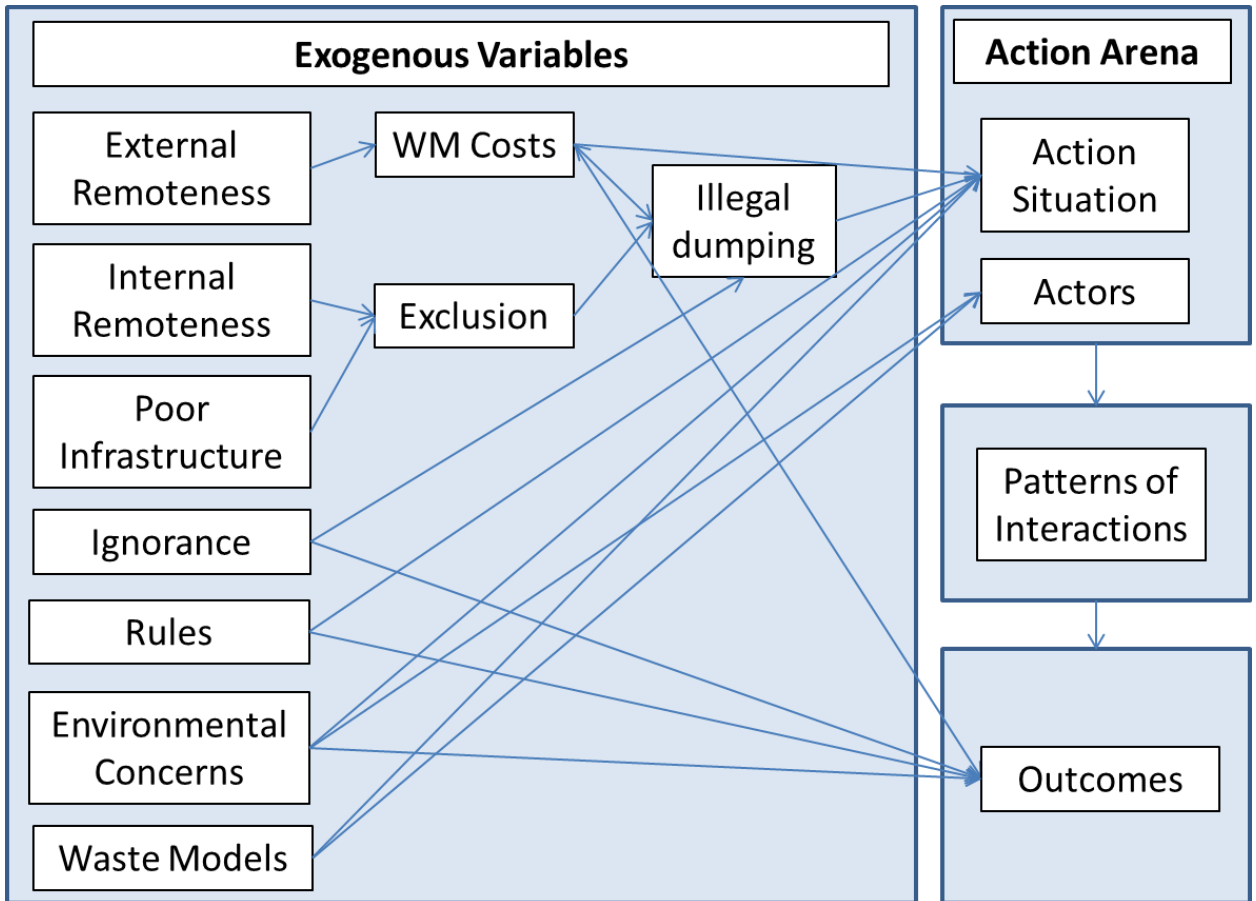 Exogenous Variables
External
Remoteness
Internal
Remoteness
Poor
Infrastructure
Ignorance
Rules
Environmental
Concerns
Waste Models
WM Costs
Exclusion
Illegal
dumping
Action Arena
Action
Situation
Actors
Patterns of
Interactions
Outcomes